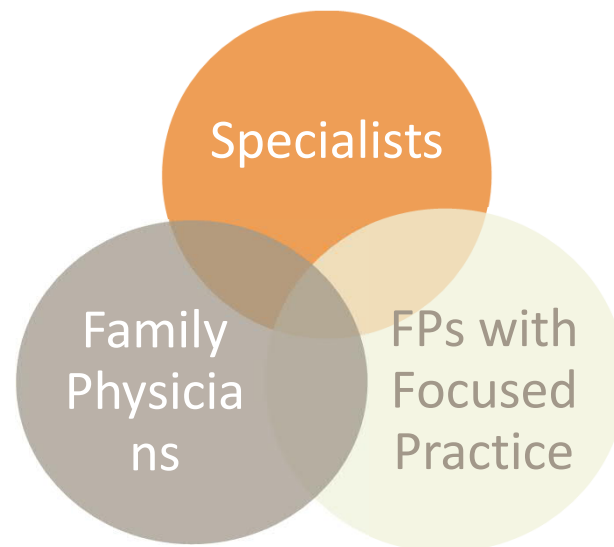 Specialists
Family
Physicia
ns
FPs with
Focused
Practice